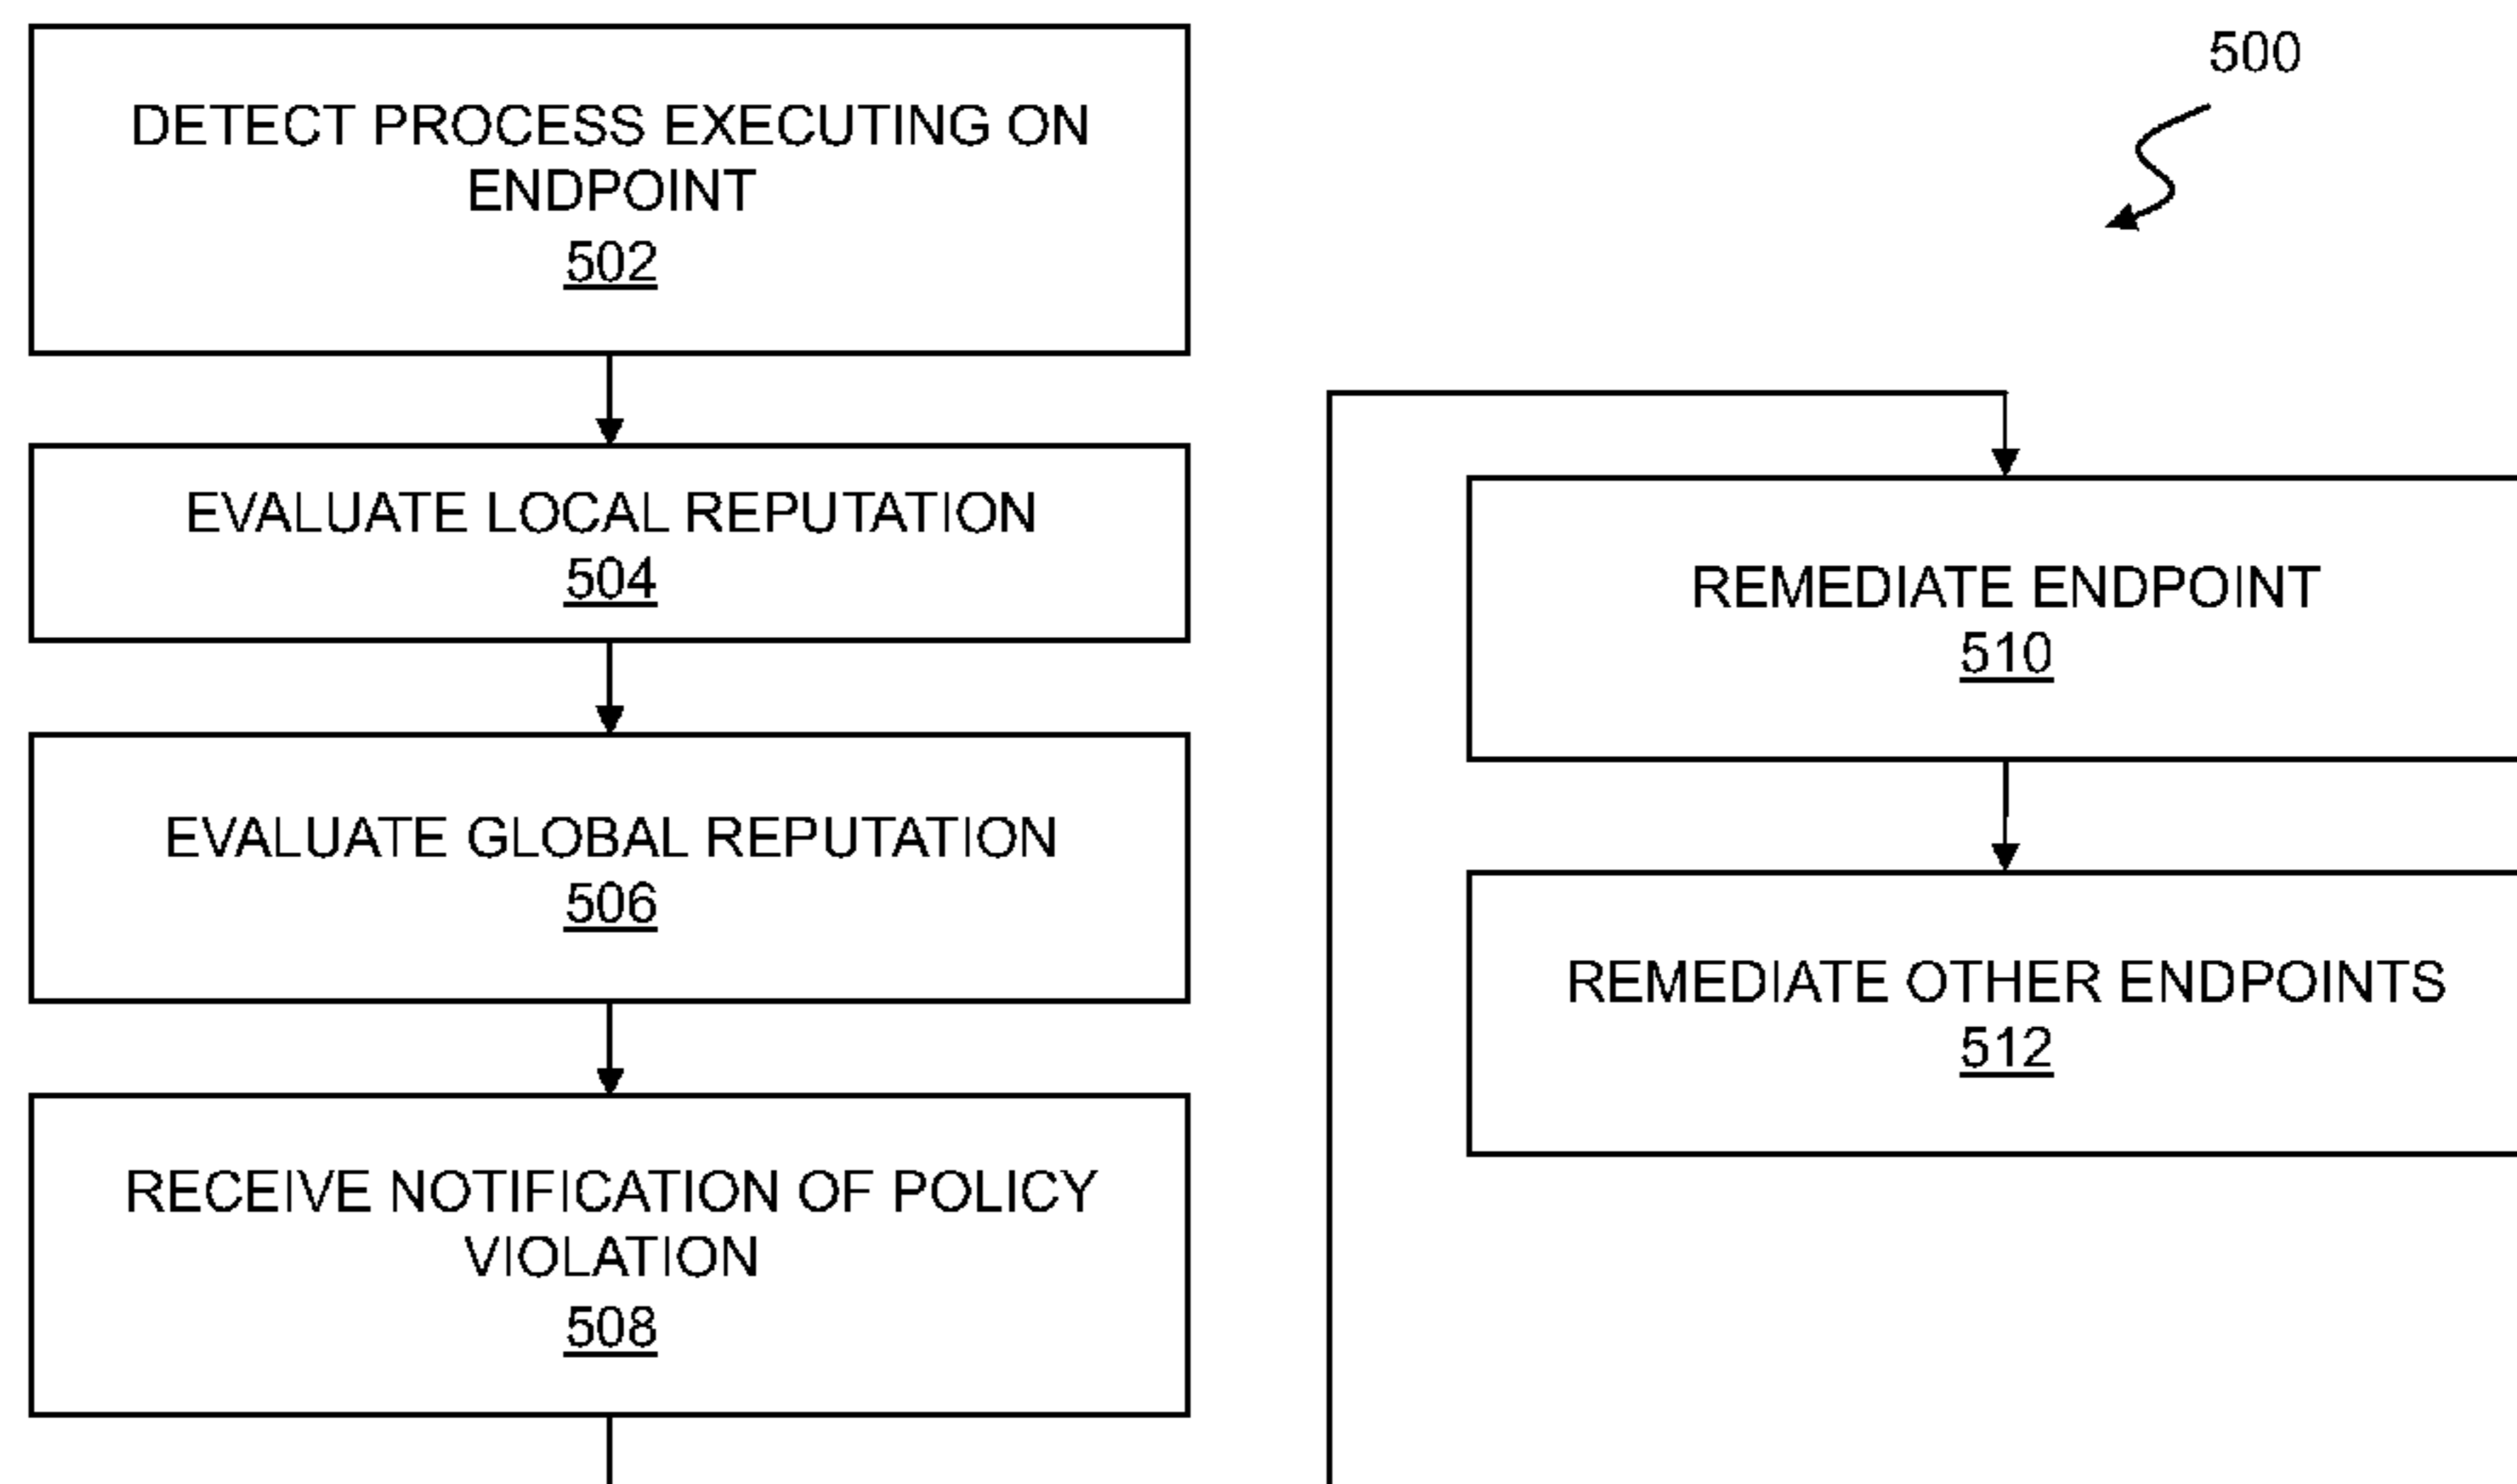 DETECT PROCESS EXECUTING ON
ENDPOINT
502
EVALUATE LOCAL REPUTATION
504
EVALUATE GLOBAL REPUTATION
506
RECEIVE NOTIFICATION OF POLICY
VIOLATION
508
500
REMEDIATE ENDPOINT
510
REMEDIATE OTHER ENDPOINTS
512